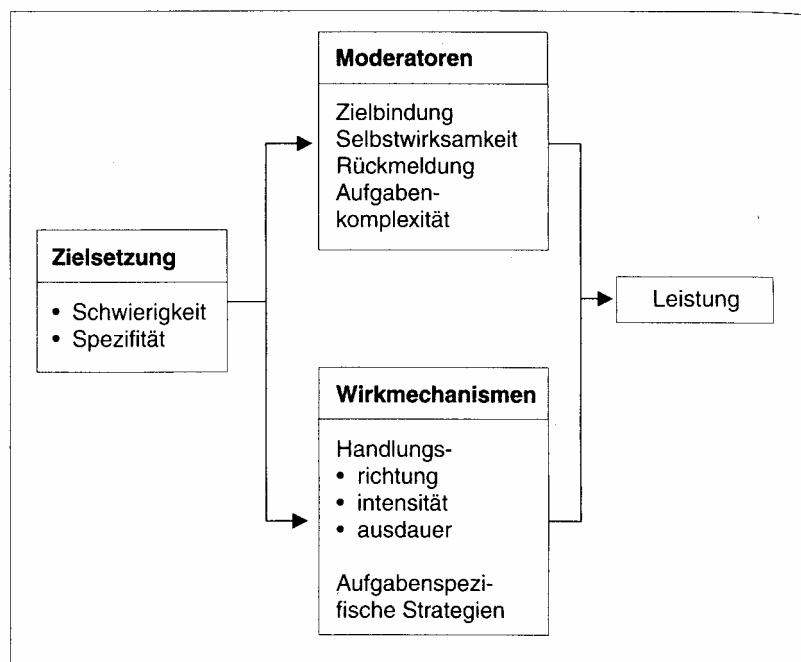 Moderatoren
Zielbindung
Selbstwirksamkeit
Rückmeldung
Aufgaben-
komplexität
Zielsetzung
• Schwierigkeit
• Spezifität
Leistung
Wirkmechanismen
Handlungs-
• richtung
• intensität
• ausdauer
Aufgabenspezi-
fische Strategien